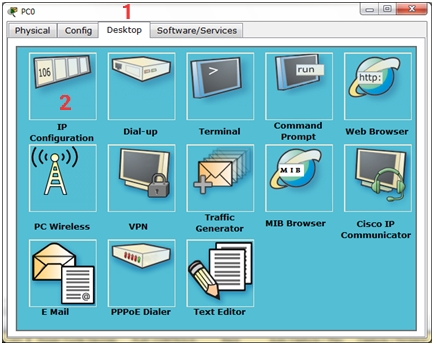 PC0
1
Physical Config Desktop Software/Services
106
2
IP
Configuration
Dial-up
>
Terminal
run
Command
Prompt
http:
Web Browser
PC Wireless
VPN
Traffic
Generator
MIB
MIB Browser
Cisco IP
Communicator
@
E Mail
PPPoE Dialer
Text Editor